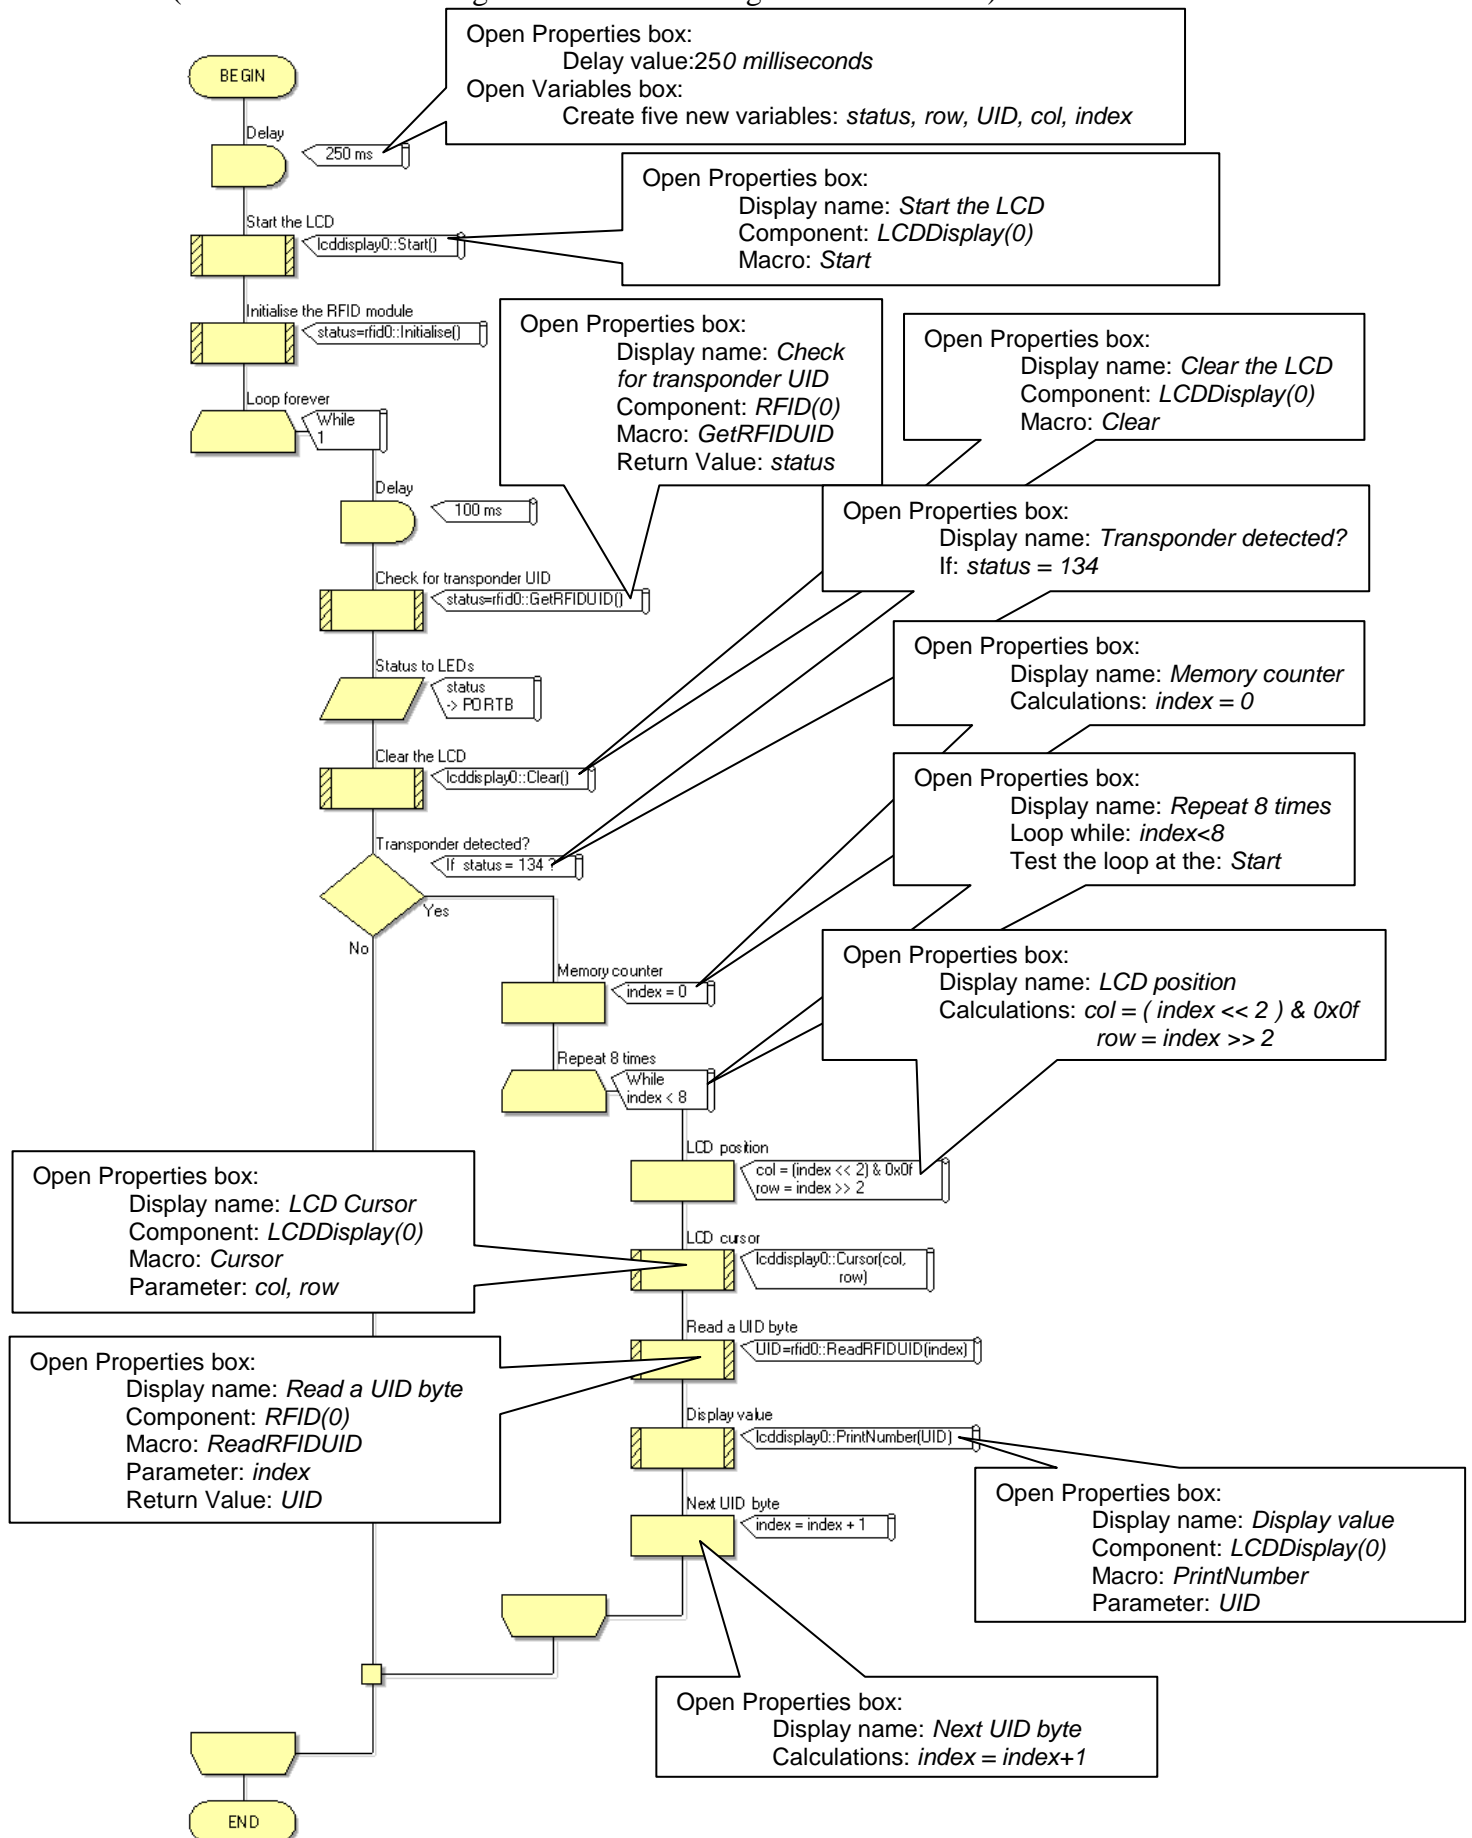 Open Properties box:
Delay value:250 milliseconds
Open Variables box:
Create five new variables: status, row, UID, col, index
BEGIN
Delay
250 ms
Open Properties box:
Display name: Start the LCD
Component: LCDDisplay(0)
Macro: Start
Start the LCD
lcddisplay0::Start()
Initialise the RFID module
status=rfid0::Initialise()
Open Properties box:
Display name: Check
for transponder UID
Component: RFID(0)
Macro: GetRFIDUID
Return Value: status
Open Properties box:
Display name: Clear the LCD
Component: LCDDisplay(0)
Macro: Clear
Loop forever
While
1
Delay
100 ms
Open Properties box:
Display name: Transponder detected?
If: status = 134
Check for transponder UID
status=rfid0::GetRFIDUID()
Open Properties box:
Display name: Memory counter
Calculations: index = 0
Status to LEDs
status
-> PORTB
Clear the LCD
lcddisplay0::Clear()
Open Properties box:
Display name: Repeat 8 times
Loop while: index<8
Test the loop at the: Start
Transponder detected?
If status = 134 ?
Yes
No
Open Properties box:
Display name: LCD position
Calculations: col = ( index << 2 ) & 0x0f
row = index >> 2
Memory counter
index = 0
Repeat 8 times
While
index < 8
LCD position
col = (index << 2) & 0x0f
row = index >> 2
Open Properties box:
Display name: LCD Cursor
Component: LCDDisplay(0)
Macro: Cursor
Parameter: col, row
LCD cursor
lcddisplay0::Cursor(col,
row)
Read a UID byte
UID=rfid0::ReadRFIDUID(index)
Open Properties box:
Display name: Read a UID byte
Component: RFID(0)
Macro: ReadRFIDUID
Parameter: index
Return Value: UID
Display value
lcddisplay0::PrintNumber(UID)
Open Properties box:
Display name: Display value
Component: LCDDisplay(0)
Macro: PrintNumber
Parameter: UID
Next UID byte
index = index + 1
Open Properties box:
Display name: Next UID byte
Calculations: index = index+1
END